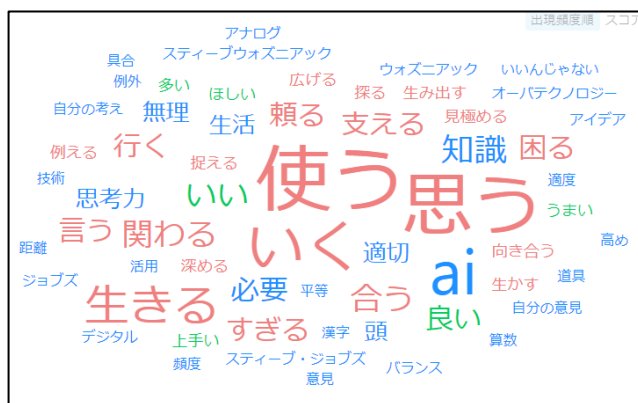 出現頻度順 スコア
アナログ
スティーブウォズニアック
具合
ウォズニアック
いいんじゃない
例外
多い
ほしい
広げる
探る
生み出す
オーバテクノロジー
自分の考え
無理
生活
頼る
支える
見極める
アイデア
例える
行く
捉える
使う
知識
困る
技術
思考力
いい
思う
適度
うまい
言う
関わる
いく
適切
向き合う
高め
距離
ジョブズ
活用
深める
必要
平等
ai
生かす
道具
生きる
合う
良い
自分の意見
デジタル
上手い
すぎる
漢字
頭
算数
頻度
スティーブ・ジョブズ
バランス
意見